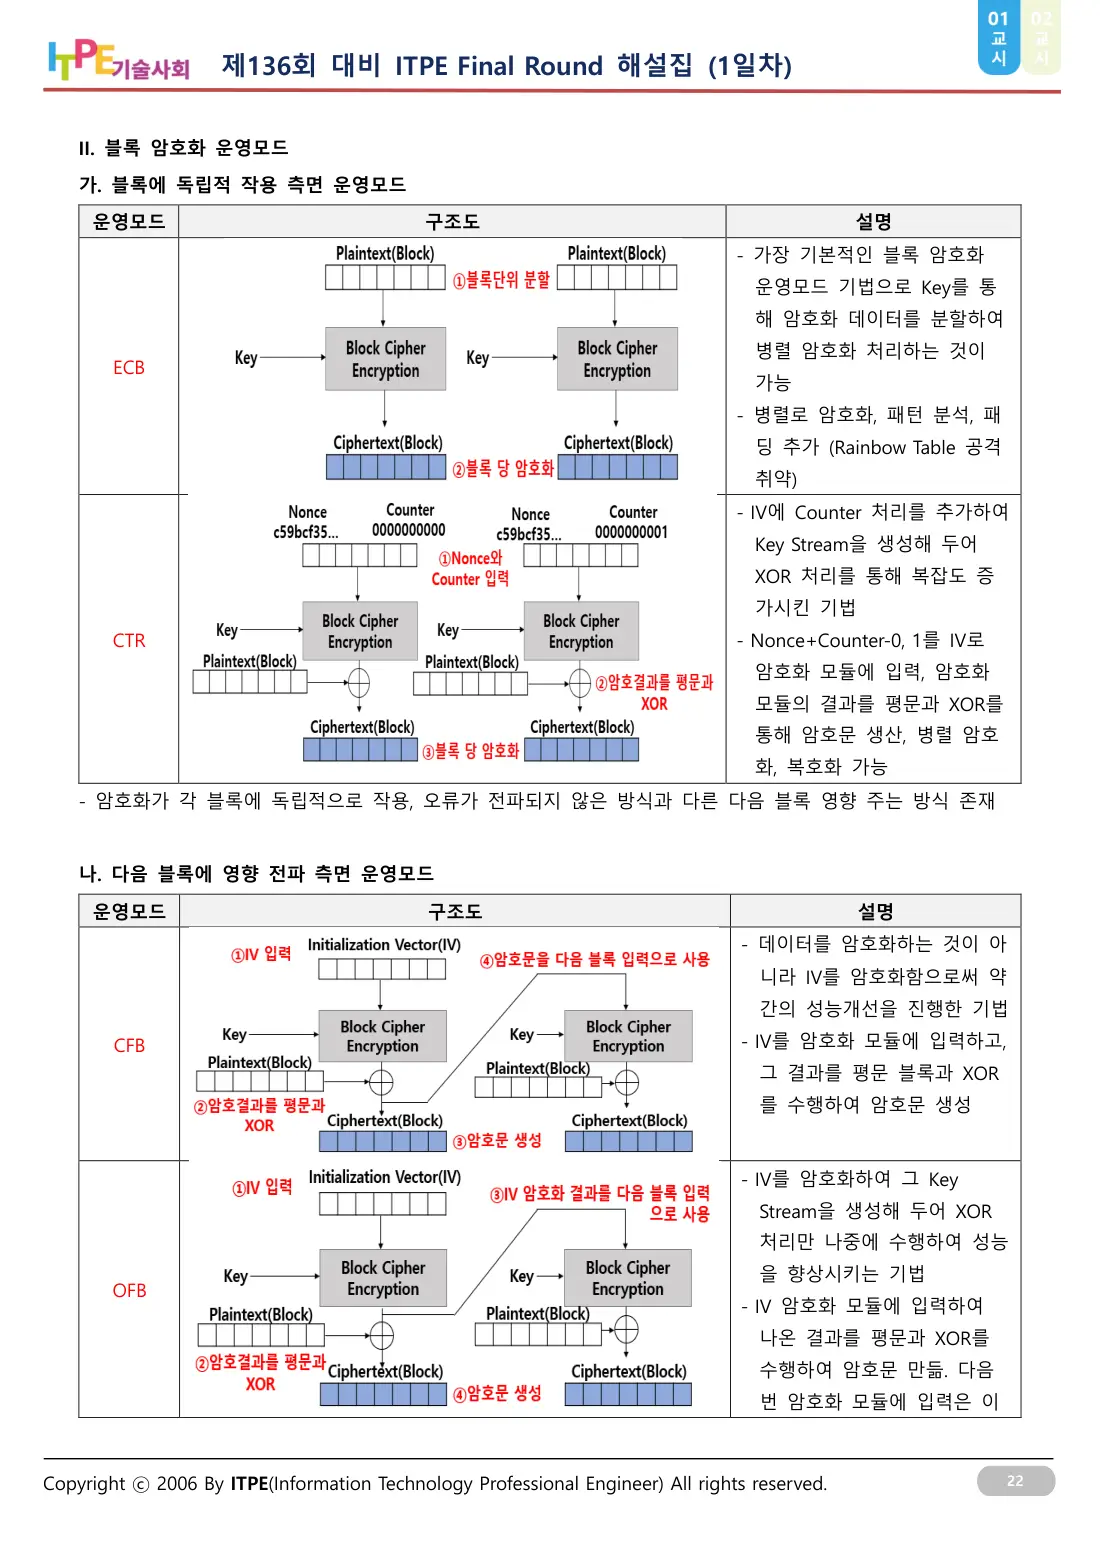 ITPE기술사회 제136회 대비 ITPE Final Round 해설집 (1일차)
01 교 시
02 교 시
II. 블록 암호화 운영모드
가. 블록에 독립적 작용 측면 운영모드
운영모드 구조도 설명
ECB
Plaintext(Block) Plaintext(Block)
①블록단위 분할
Key Block Cipher Encryption Key Block Cipher Encryption
Ciphertext(Block) Ciphertext(Block)
②블록 당 암호화
- 가장 기본적인 블록 암호화
운영모드 기법으로 Key를 통
해 암호화 데이터를 분할하여
병렬 암호화 처리하는 것이
가능
- 병렬로 암호화, 패턴 분석, 패
딩 추가 (Rainbow Table 공격
취약)
CTR
Nonce Counter Nonce Counter
c59bcf35... 0000000000 c59bcf35... 0000000001
①Nonce와
Counter 입력
Key Block Cipher Encryption Key Block Cipher Encryption
Plaintext(Block) Plaintext(Block)
②암호결과를 평문과
XOR
Ciphertext(Block) Ciphertext(Block)
③블록 당 암호화
- IV에 Counter 처리를 추가하여
Key Stream을 생성해 두어
XOR 처리를 통해 복잡도 증
가시킨 기법
- Nonce+Counter-0, 1를 IV로
암호화 모듈에 입력, 암호화
모듈의 결과를 평문과 XOR를
통해 암호문 생산, 병렬 암호
화, 복호화 가능
- 암호화가 각 블록에 독립적으로 작용, 오류가 전파되지 않은 방식과 다른 다음 블록 영향 주는 방식 존재
나. 다음 블록에 영향 전파 측면 운영모드
운영모드 구조도 설명
CFB
①IV 입력 Initialization Vector(IV)
④암호문을 다음 블록 입력으로 사용
Key Block Cipher Encryption Key Block Cipher Encryption
Plaintext(Block) Plaintext(Block)
②암호결과를 평문과
XOR
Ciphertext(Block) Ciphertext(Block)
③암호문 생성
- 데이터를 암호화하는 것이 아
니라 IV를 암호화함으로써 약
간의 성능개선을 진행한 기법
- IV를 암호화 모듈에 입력하고,
그 결과를 평문 블록과 XOR
를 수행하여 암호문 생성
OFB
①IV 입력 Initialization Vector(IV)
③IV 암호화 결과를 다음 블록 입력
으로 사용
Key Block Cipher Encryption Key Block Cipher Encryption
Plaintext(Block) Plaintext(Block)
②암호결과를 평문과
XOR
Ciphertext(Block) Ciphertext(Block)
④암호문 생성
- IV를 암호화하여 그 Key
Stream을 생성해 두어 XOR
처리만 나중에 수행하여 성능
을 향상시키는 기법
- IV 암호화 모듈에 입력하여
나온 결과를 평문과 XOR를
수행하여 암호문 만듦. 다음
번 암호화 모듈에 입력은 이
Copyright ⓒ 2006 By ITPE(Information Technology Professional Engineer) All rights reserved.
22